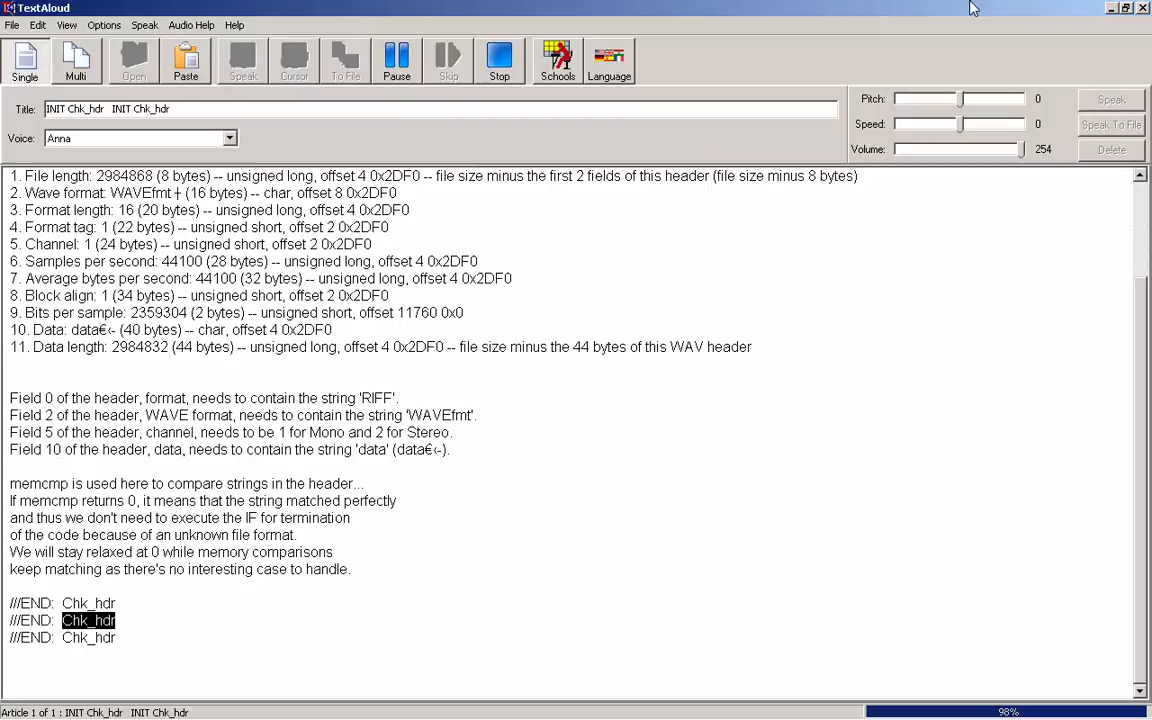 TextAloud
File Edit View Options Speak Audio Help Help
Single Multi Open Paste Speak Cursor To File Pause Skip Stop Schools Language
Title: INIT Chk_hdr   INIT Chk_hdr
Voice: Anna
Pitch: 0 Speak
Speed: 0 Speak To File
Volume: 254 Delete
1. File length: 2984868 (8 bytes) -- unsigned long, offset 4 0x2DF0 -- file size minus the first 2 fields of this header (file size minus 8 bytes)
2. Wave format: WAVEfmt ┼ (16 bytes) -- char, offset 8 0x2DF0
3. Format length: 16 (20 bytes) -- unsigned long, offset 4 0x2DF0
4. Format tag: 1 (22 bytes) -- unsigned short, offset 2 0x2DF0
5. Channel: 1 (24 bytes) -- unsigned short, offset 2 0x2DF0
6. Samples per second: 44100 (28 bytes) -- unsigned long, offset 4 0x2DF0
7. Average bytes per second: 44100 (32 bytes) -- unsigned long, offset 4 0x2DF0
8. Block align: 1 (34 bytes) -- unsigned short, offset 2 0x2DF0
9. Bits per sample: 2359304 (2 bytes) -- unsigned short, offset 11760 0x0
10. Data: data€‹- (40 bytes) -- char, offset 4 0x2DF0
11. Data length: 2984832 (44 bytes) -- unsigned long, offset 4 0x2DF0 -- file size minus the 44 bytes of this WAV header
Field 0 of the header, format, needs to contain the string 'RIFF'.
Field 2 of the header, WAVE format, needs to contain the string 'WAVEfmt'.
Field 5 of the header, channel, needs to be 1 for Mono and 2 for Stereo.
Field 10 of the header, data, needs to contain the string 'data' (data€‹-).
memcmp is used here to compare strings in the header...
If memcmp returns 0, it means that the string matched perfectly
and thus we don't need to execute the IF for termination
of the code because of an unknown file format.
We will stay relaxed at 0 while memory comparisons
keep matching as there's no interesting case to handle.
///END:  Chk_hdr
///END:  Chk_hdr
///END:  Chk_hdr
Article 1 of 1 : INIT Chk_hdr   INIT Chk_hdr 98%